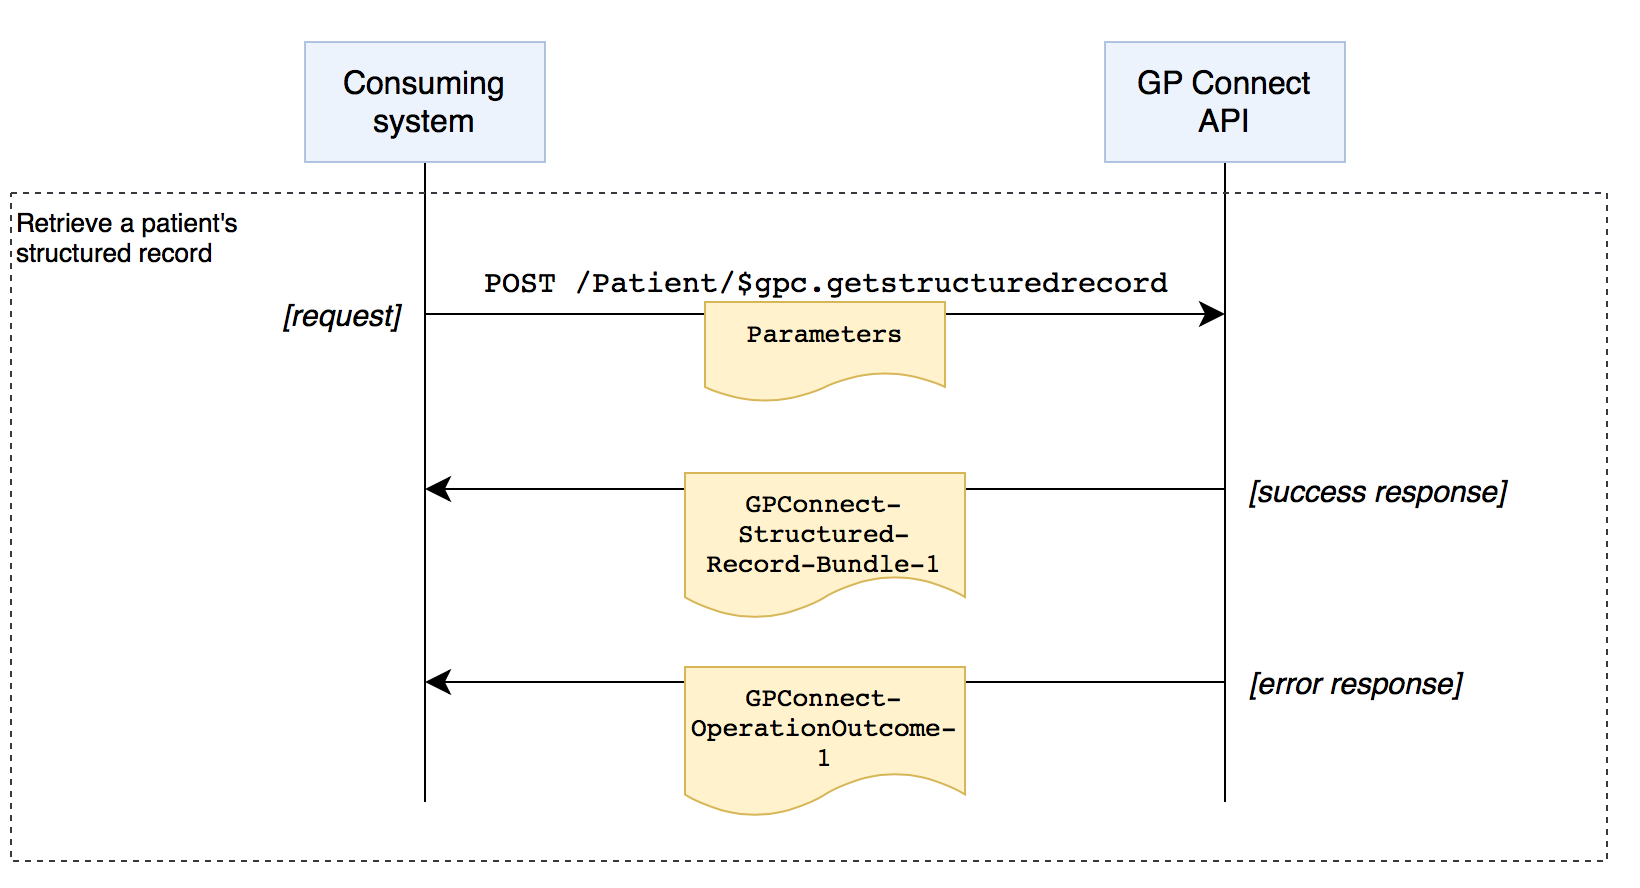 Consuming
system
GP Connect
API
Retrieve a patient's
structured record
POST /Patient/$gpc.getstructuredrecord
[request]
Parameters
GPConnect-
Structured-
Record-Bundle-1
[success response]
GPConnect-
OperationOutcome-
1
[error response]